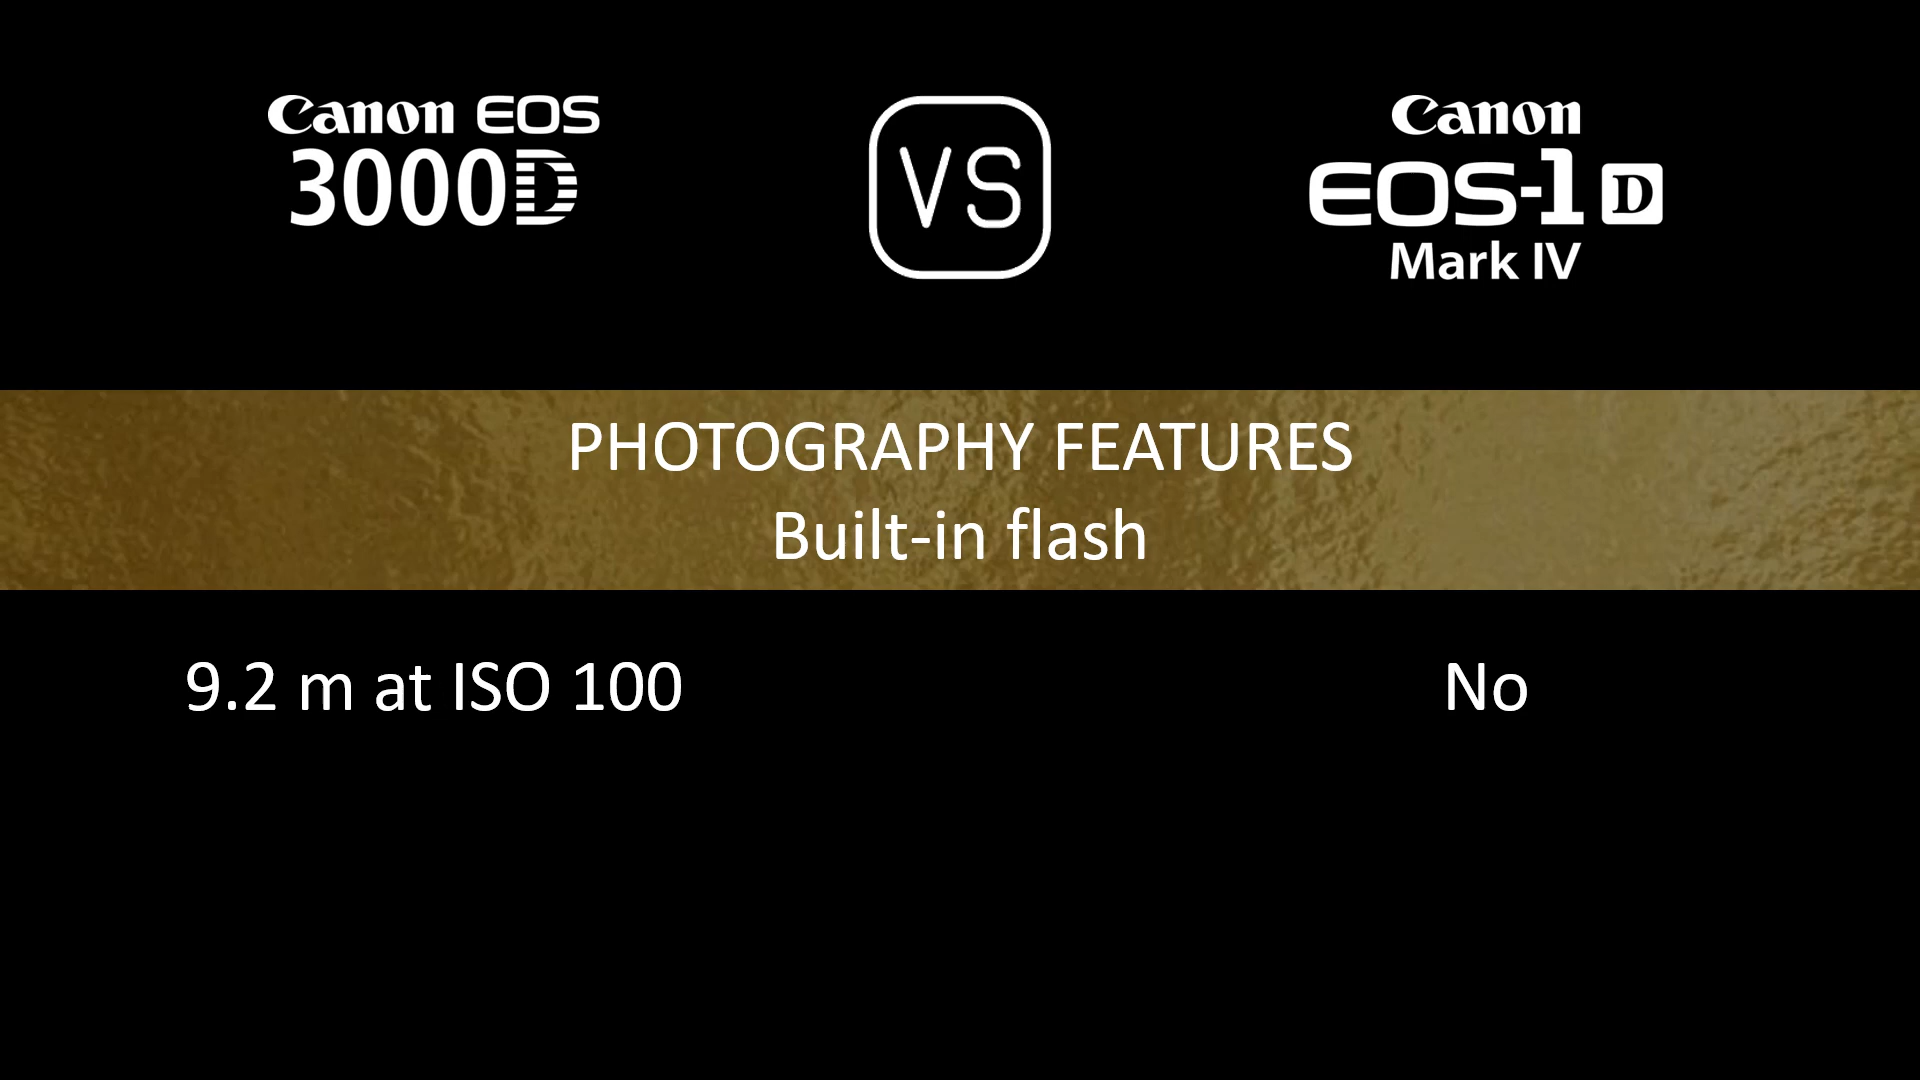 Canon EOS
3000D
VS
Canon
EOS-1D
Mark IV
PHOTOGRAPHY FEATURES
Built-in flash
9.2 m at ISO 100
No